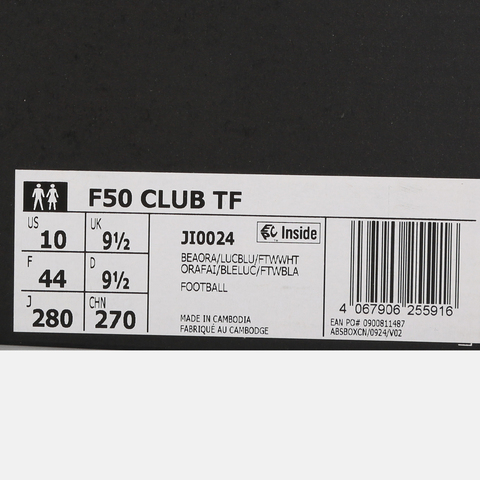 F50 CLUB TF
US 10
UK 9½
F 44
D 9½
J 280
CHN 270
JI0024
Inside
BEAORA/LUCBLU/FTWWHT
ORAFAI/BLELUC/FTWBLA
FOOTBALL
MADE IN CAMBODIA
FABRIQUÉ AU CAMBODGE
4 067906 255916
EAN PO# 0900811487
ABSBOXCN/0924/V02